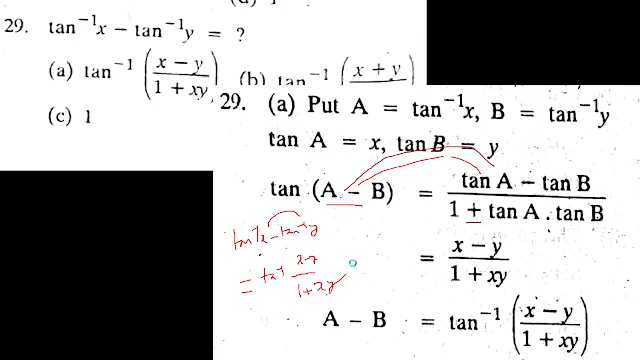 29. tan⁻¹x − tan⁻¹y = ?
(a) tan⁻¹ ((x − y)/(1 + xy)) (b) tan⁻¹ (x + y
(c) 1
29. (a) Put A = tan⁻¹x, B = tan⁻¹y
tan A = x, tan B = y
tan (A − B) = (tan A − tan B)/(1 + tan A . tan B)
= (x − y)/(1 + xy)
A − B = tan⁻¹ ((x − y)/(1 + xy))
tan⁻¹x − tan⁻¹y
= tan⁻¹ (x−y)/(1+xy)